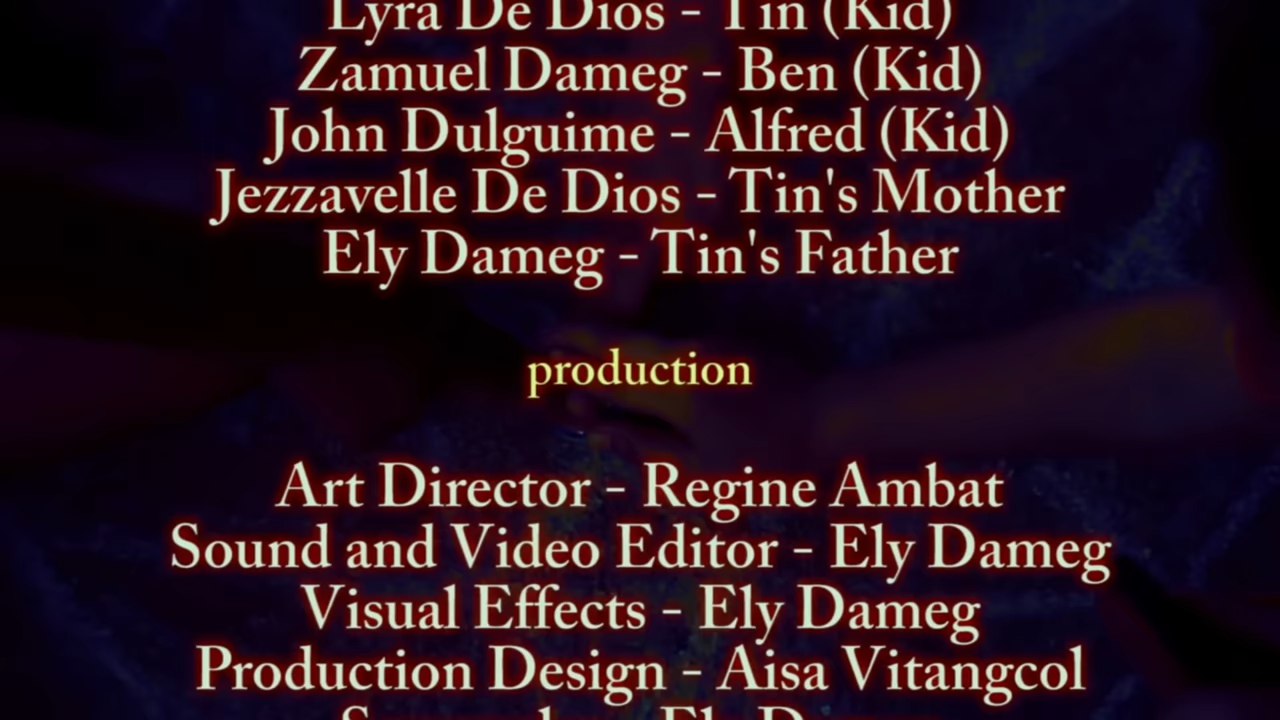 Lyra De Dios - Tin (Kid)
Zamuel Dameg - Ben (Kid)
John Dulguime - Alfred (Kid)
Jezzavelle De Dios - Tin's Mother
Ely Dameg - Tin's Father
production
Art Director - Regine Ambat
Sound and Video Editor - Ely Dameg
Visual Effects - Ely Dameg
Production Design - Aisa Vitangcol